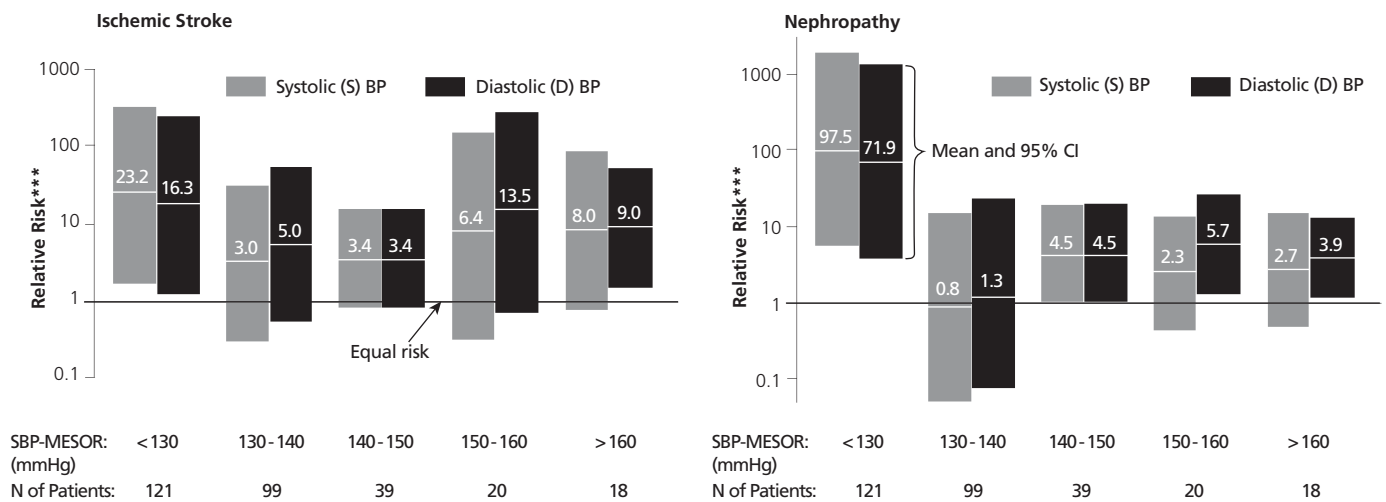 Ischemic Stroke
Relative Risk***
1000
100
10
1
0.1
Systolic (S) BP
Diastolic (D) BP
23.2
16.3
3.0
5.0
3.4
3.4
6.4
13.5
8.0
9.0
Equal risk
SBP-MESOR: <130 130-140 140-150 150-160 >160
(mmHg)
N of Patients: 121 99 39 20 18
Nephropathy
Relative Risk***
1000
100
10
1
0.1
Systolic (S) BP
Diastolic (D) BP
97.5
71.9
Mean and 95% CI
0.8
1.3
4.5
4.5
2.3
5.7
2.7
3.9
SBP-MESOR: <130 130-140 140-150 150-160 >160
(mmHg)
N of Patients: 121 99 39 20 18